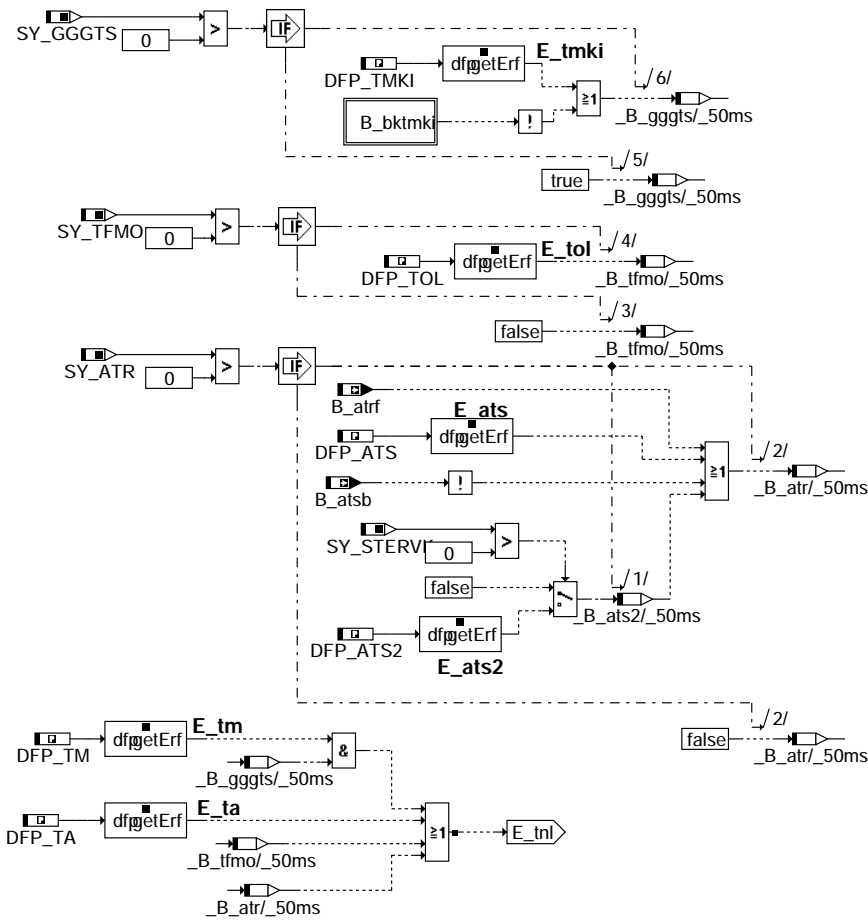 SY_GGGTS
0
>
IF
E_tmki
DFP_TMKI
dfpgetErf
/6/
≥1
B_bktmki
!
_B_gggts/_50ms
/5/
true
_B_gggts/_50ms
SY_TFMO
0
>
IF
/4/
E_tol
DFP_TOL
dfpgetErf
_B_tfmo/_50ms
/3/
false
_B_tfmo/_50ms
SY_ATR
0
>
IF
B_atrf
E_ats
DFP_ATS
dfpgetErf
/2/
≥1
_B_atr/_50ms
B_atsb
!
0
>
/1/
false
_B_ats2/_50ms
DFP_ATS2
dfpgetErf
E_ats2
/2/
false
_B_atr/_50ms
E_tm
DFP_TM
dfpgetErf
&
_B_gggts/_50ms
E_ta
DFP_TA
dfpgetErf
≥1
E_tnl
_B_tfmo/_50ms
_B_atr/_50ms